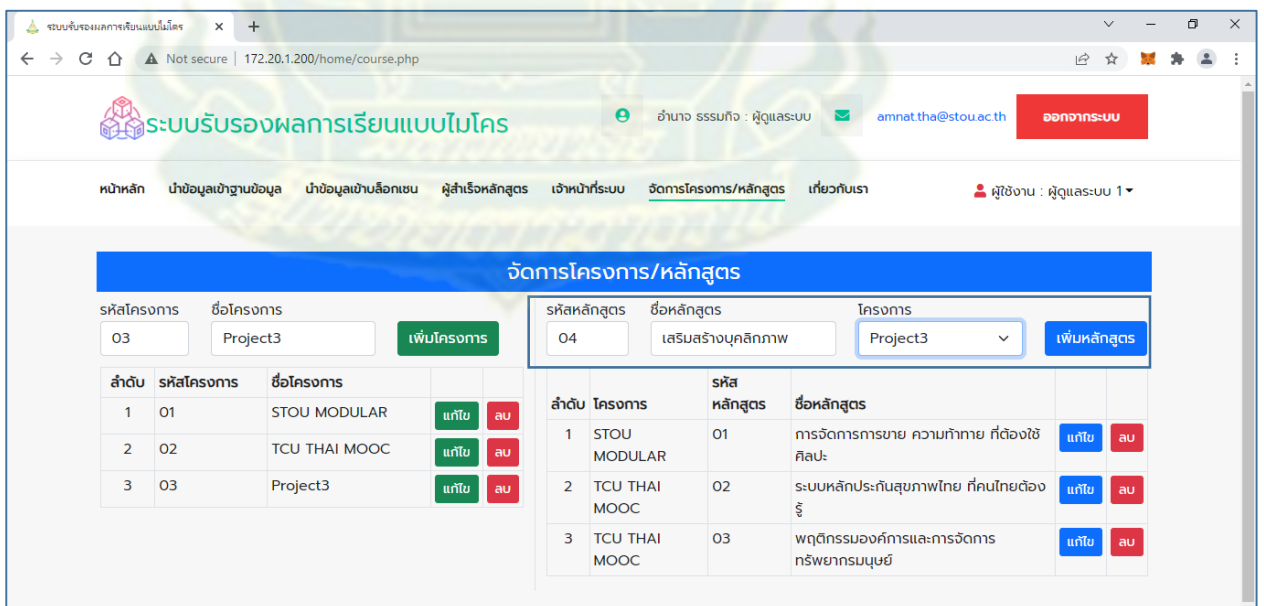 ระบบรับรองผลการเรียนแบบไมโคร
Not secure | 172.20.1.200/home/course.php
ระบบรับรองผลการเรียนแบบไมโคร
อำนาจ ธรรมกิจ : ผู้ดูแลระบบ
amnat.tha@stou.ac.th
ออกจากระบบ
หน้าหลัก นำข้อมูลเข้าฐานข้อมูล นำข้อมูลเข้าบล็อกเชน ผู้สำเร็จหลักสูตร เจ้าหน้าที่ระบบ จัดการโครงการ/หลักสูตร เกี่ยวกับเรา
ผู้ใช้งาน : ผู้ดูแลระบบ 1
จัดการโครงการ/หลักสูตร
รหัสโครงการ ชื่อโครงการ
03 Project3 เพิ่มโครงการ
ลำดับ รหัสโครงการ ชื่อโครงการ
1 01 STOU MODULAR แก้ไข ลบ
2 02 TCU THAI MOOC แก้ไข ลบ
3 03 Project3 แก้ไข ลบ
รหัสหลักสูตร ชื่อหลักสูตร โครงการ
04 เสริมสร้างบุคลิกภาพ Project3 เพิ่มหลักสูตร
ลำดับ โครงการ รหัส
หลักสูตร ชื่อหลักสูตร
1 STOU
MODULAR 01 การจัดการการขาย ความท้าทาย ที่ต้องใช้
ศิลปะ แก้ไข ลบ
2 TCU THAI
MOOC 02 ระบบหลักประกันสุขภาพไทย ที่คนไทยต้อง
รู้ แก้ไข ลบ
3 TCU THAI
MOOC 03 พฤติกรรมองค์การและการจัดการ
ทรัพยากรมนุษย์ แก้ไข ลบ